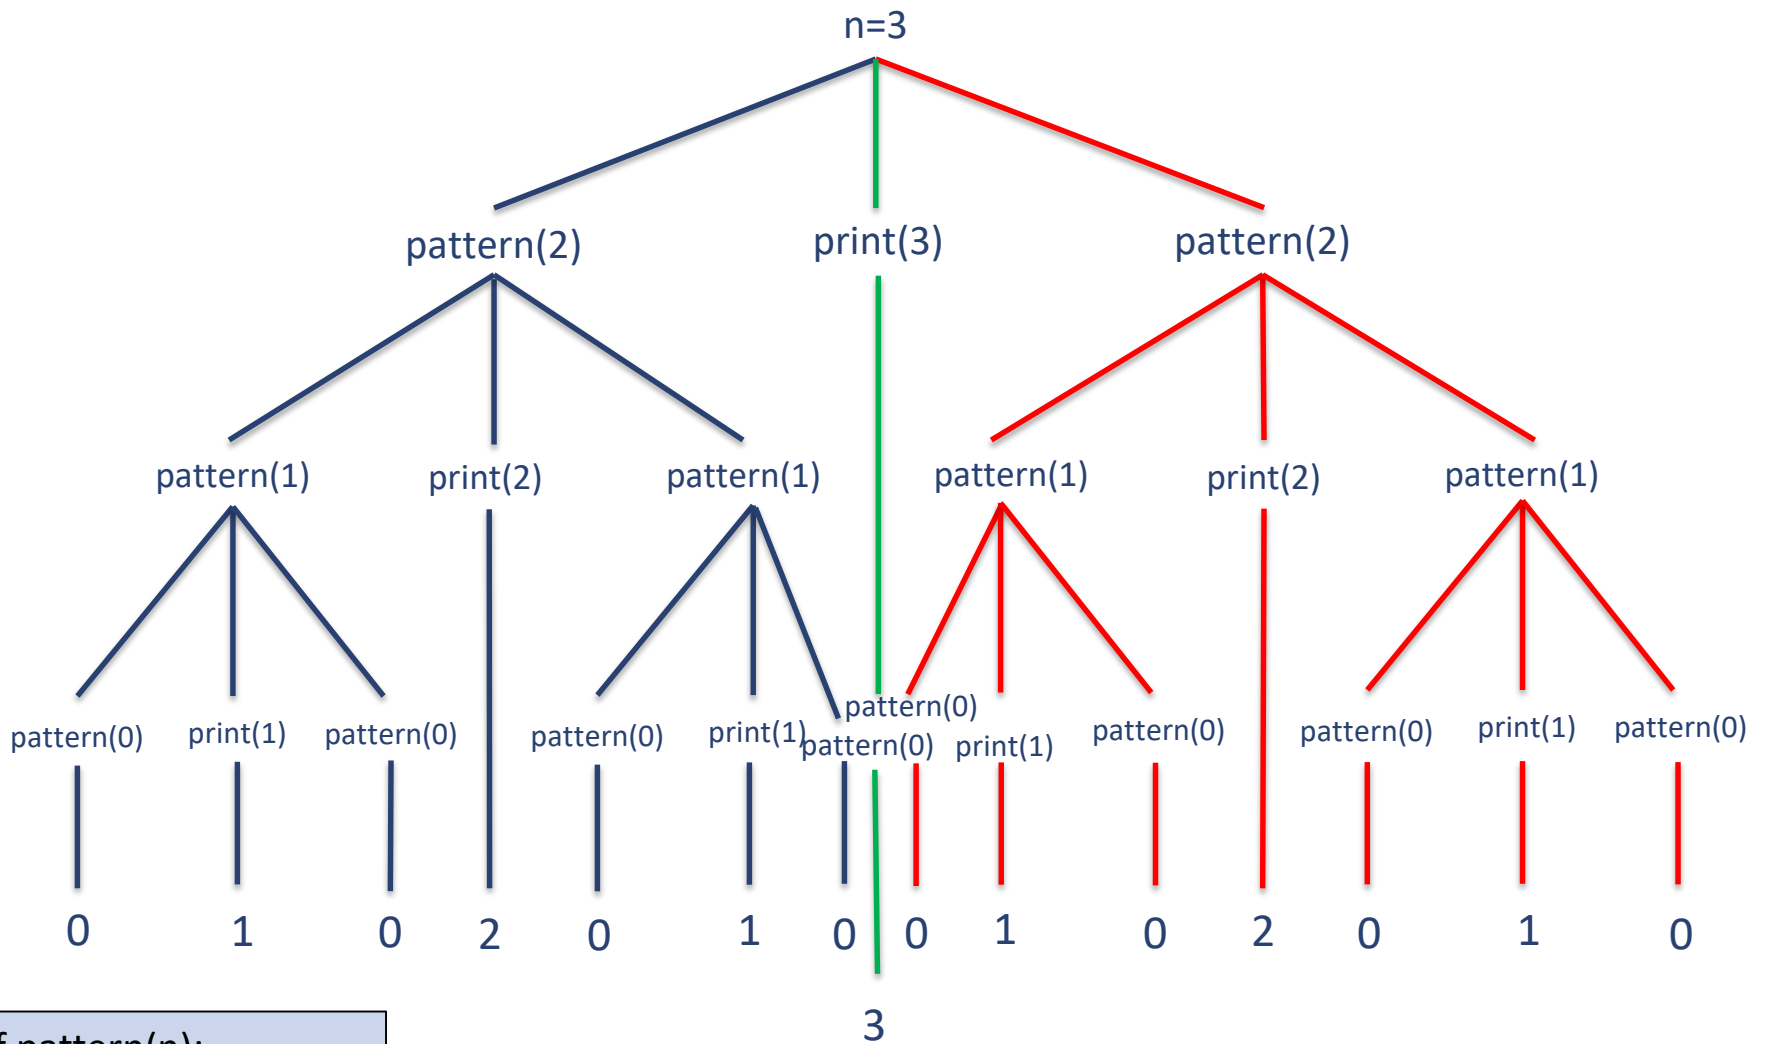 n=3
pattern(2) print(3) pattern(2)
pattern(1) print(2) pattern(1) pattern(1) print(2) pattern(1)
pattern(0) print(1) pattern(0) pattern(0) print(1) pattern(0) pattern(0) print(1) pattern(0) pattern(0) print(1) pattern(0)
0 1 0 2 0 1 0 0 1 0 2 0 1 0
3
pattern(n):